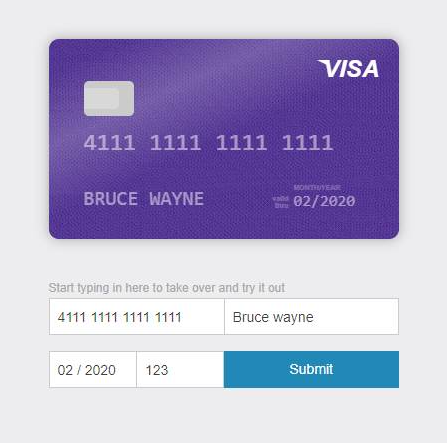 VISA
4111 1111 1111 1111
MONTH/YEAR
BRUCE WAYNE valid thru 02/2020
Start typing in here to take over and try it out
4111 1111 1111 1111 Bruce wayne
02 / 2020 123 Submit